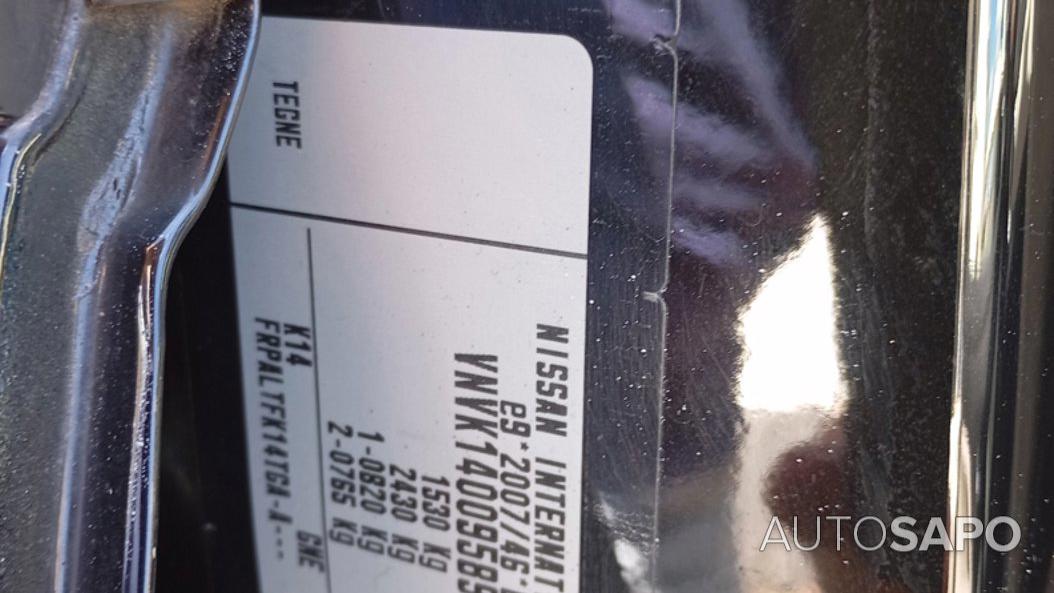 NISSAN INTERNAT
e9*2007/46*
VNVK140095B9
1530 kg
2430 kg
1-0820 kg
2-0765 kg
K14 GNE
FRPALTFK14TGA-A---
TEGNE
AUTOSAPO